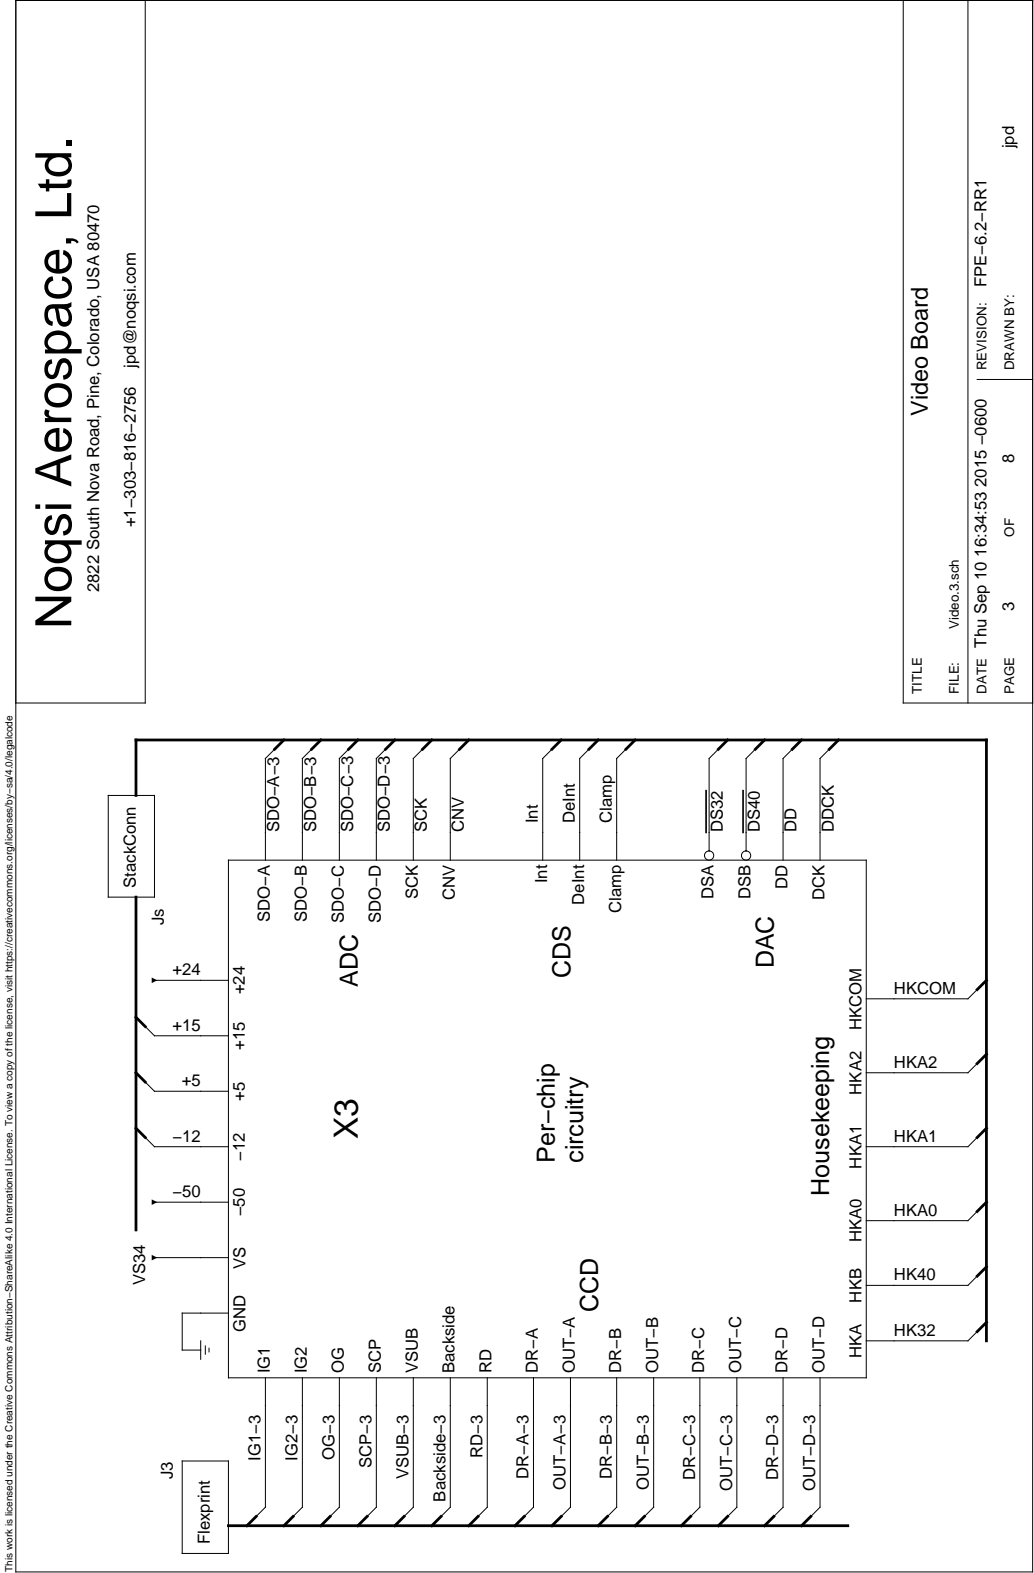 This work is licensed under the Creative Commons Attribution−ShareAlike 4.0 International License. To view a copy of the license, visit https://creativecommons.org/licenses/by−sa/4.0/legalcode
Noqsi Aerospace, Ltd.
2822 South Nova Road, Pine, Colorado, USA 80470
+1−303−816−2756 jpd@noqsi.com
StackConn
Js
VS34
−50
−12
+5
+15
+24
GND
VS
−50
−12
+5
+15
+24
J3
Flexprint
IG1−3
IG2−3
OG−3
SCP−3
VSUB−3
Backside−3
RD−3
DR−A−3
OUT−A−3
DR−B−3
OUT−B−3
DR−C−3
OUT−C−3
DR−D−3
OUT−D−3
IG1
IG2
OG
SCP
VSUB
Backside
RD
DR−A
OUT−A
DR−B
OUT−B
DR−C
OUT−C
DR−D
OUT−D
CCD
X3
Per−chip
circuitry
Housekeeping
ADC
CDS
DAC
SDO−A
SDO−B
SDO−C
SDO−D
SCK
CNV
Int
DeInt
Clamp
DSA
DSB
DD
DCK
SDO−A−3
SDO−B−3
SDO−C−3
SDO−D−3
SCK
CNV
Int
DeInt
Clamp
DS32
DS40
DD
DDCK
HKA
HKB
HKA0
HKA1
HKA2
HKCOM
HK32
HK40
HKA0
HKA1
HKA2
HKCOM
TITLE
Video Board
FILE: Video.3.sch
DATE Thu Sep 10 16:34:53 2015 −0600
REVISION: FPE−6.2−RR1
PAGE 3 OF 8
DRAWN BY: jpd